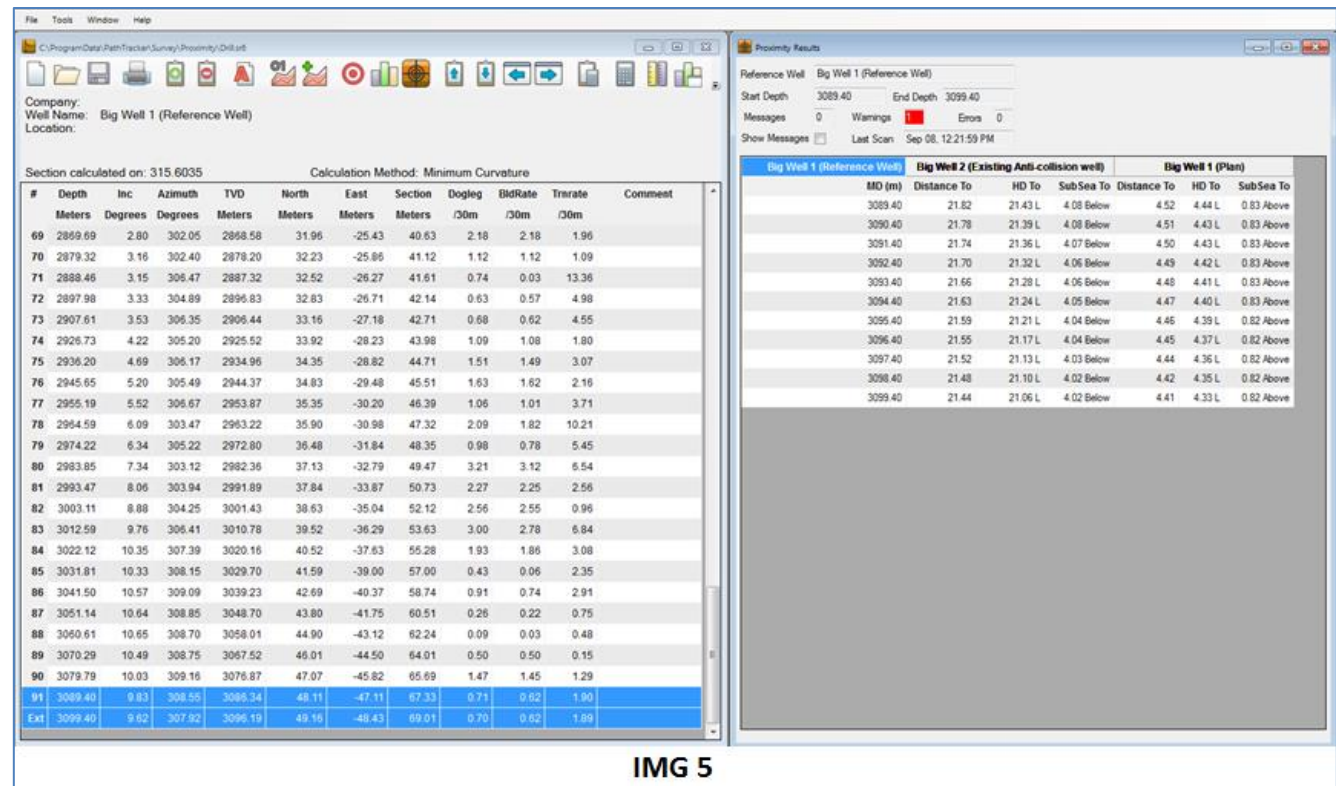 File Tools Window Help
C:\ProgramData\PathTracker\Survey\Proximity\Drill.sr8
Company:
Well Name: Big Well 1 (Reference Well)
Location:
Section calculated on: 315.6035 Calculation Method: Minimum Curvature
# Depth Inc Azimuth TVD North East Section Dogleg BldRate Trnrate Comment
Meters Degrees Degrees Meters Meters Meters Meters /30m /30m /30m
69 2869.69 2.80 302.05 2868.58 31.96 -25.43 40.63 2.18 2.18 1.96
70 2879.32 3.16 302.40 2878.20 32.23 -25.86 41.12 1.12 1.12 1.09
71 2888.46 3.15 306.47 2887.32 32.52 -26.27 41.61 0.74 0.03 13.36
72 2897.98 3.33 304.89 2896.83 32.83 -26.71 42.14 0.63 0.57 4.98
73 2907.61 3.53 306.35 2906.44 33.16 -27.18 42.71 0.68 0.62 4.55
74 2926.73 4.22 305.20 2925.52 33.92 -28.23 43.98 1.09 1.08 1.80
75 2936.20 4.69 306.17 2934.96 34.35 -28.82 44.71 1.51 1.49 3.07
76 2945.65 5.20 305.49 2944.37 34.83 -29.48 45.51 1.63 1.62 2.16
77 2955.19 5.52 306.67 2953.87 35.35 -30.20 46.39 1.06 1.01 3.71
78 2964.59 6.09 303.47 2963.22 35.90 -30.98 47.32 2.09 1.82 10.21
79 2974.22 6.34 305.22 2972.80 36.48 -31.84 48.35 0.98 0.78 5.45
80 2983.85 7.34 303.12 2982.36 37.13 -32.79 49.47 3.21 3.12 6.54
81 2993.47 8.06 303.94 2991.89 37.84 -33.87 50.73 2.27 2.25 2.56
82 3003.11 8.88 304.25 3001.43 38.63 -35.04 52.12 2.56 2.55 0.96
83 3012.59 9.76 306.41 3010.78 39.52 -36.29 53.63 3.00 2.78 6.84
84 3022.12 10.35 307.39 3020.16 40.52 -37.63 55.28 1.93 1.86 3.08
85 3031.81 10.33 308.15 3029.70 41.59 -39.00 57.00 0.43 0.06 2.35
86 3041.50 10.57 309.09 3039.23 42.69 -40.37 58.74 0.91 0.74 2.91
87 3051.14 10.64 308.85 3048.70 43.80 -41.75 60.51 0.26 0.22 0.75
88 3060.61 10.65 308.70 3058.01 44.90 -43.12 62.24 0.09 0.03 0.48
89 3070.29 10.49 308.75 3067.52 46.01 -44.50 64.01 0.50 0.50 0.15
90 3079.79 10.03 309.16 3076.87 47.07 -45.82 65.69 1.47 1.45 1.29
91 3089.40 9.83 308.55 3086.34 48.11 -47.11 67.33 0.71 0.62 1.90
Ext 3099.40 9.62 307.92 3096.19 49.16 -48.43 69.01 0.70 0.62 1.89
Proximity Results
Reference Well Big Well 1 (Reference Well)
Start Depth 3089.40 End Depth 3099.40
Messages 0 Warnings 1 Errors 0
Show Messages Last Scan Sep 08, 12:21:59 PM
Big Well 1 (Reference Well) Big Well 2 (Existing Anti-collision well) Big Well 1 (Plan)
MD (m) Distance To HD To SubSea To Distance To HD To SubSea To
3089.40 21.82 21.43 L 4.08 Below 4.52 4.44 L 0.83 Above
3090.40 21.78 21.39 L 4.08 Below 4.51 4.43 L 0.83 Above
3091.40 21.74 21.36 L 4.07 Below 4.50 4.43 L 0.83 Above
3092.40 21.70 21.32 L 4.06 Below 4.49 4.42 L 0.83 Above
3093.40 21.66 21.28 L 4.06 Below 4.48 4.41 L 0.83 Above
3094.40 21.63 21.24 L 4.05 Below 4.47 4.40 L 0.83 Above
3095.40 21.59 21.21 L 4.04 Below 4.46 4.39 L 0.82 Above
3096.40 21.55 21.17 L 4.04 Below 4.45 4.37 L 0.82 Above
3097.40 21.52 21.13 L 4.03 Below 4.44 4.36 L 0.82 Above
3098.40 21.48 21.10 L 4.02 Below 4.42 4.35 L 0.82 Above
3099.40 21.44 21.06 L 4.02 Below 4.41 4.33 L 0.82 Above
IMG 5